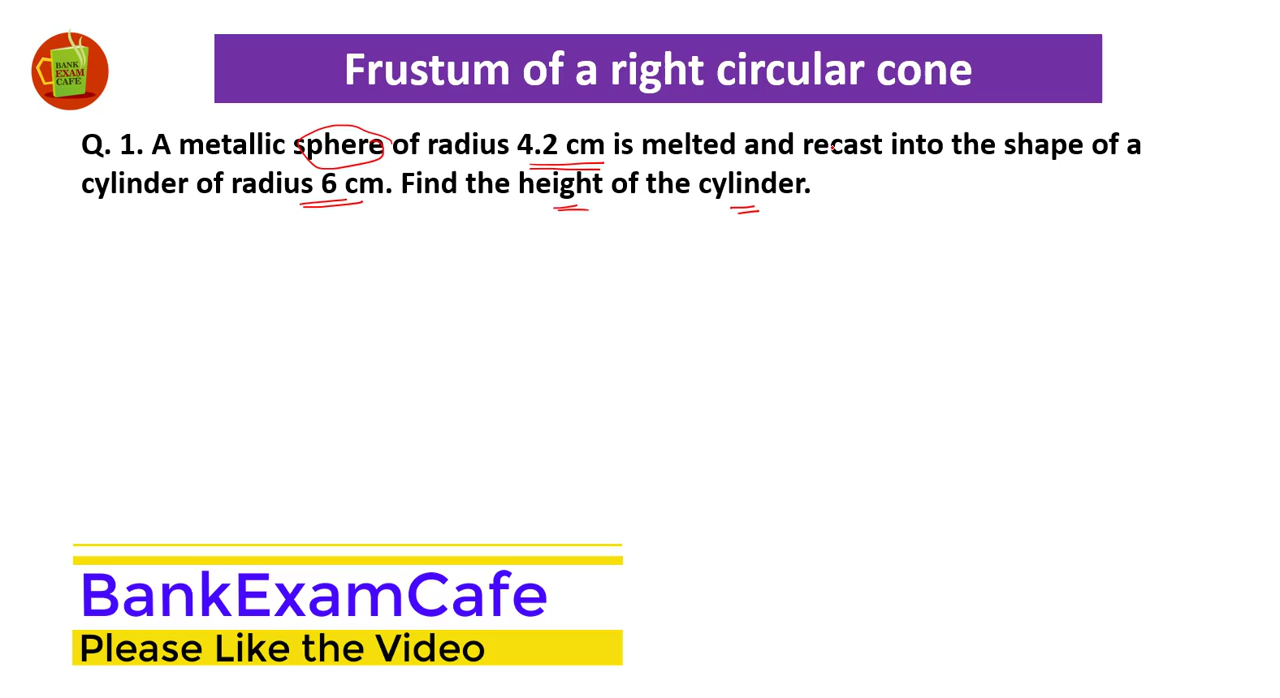 BANK
EXAM
CAFE
Frustum of a right circular cone
Q. 1. A metallic sphere of radius 4.2 cm is melted and recast into the shape of a
cylinder of radius 6 cm. Find the height of the cylinder.
BankExamCafe
Please Like the Video